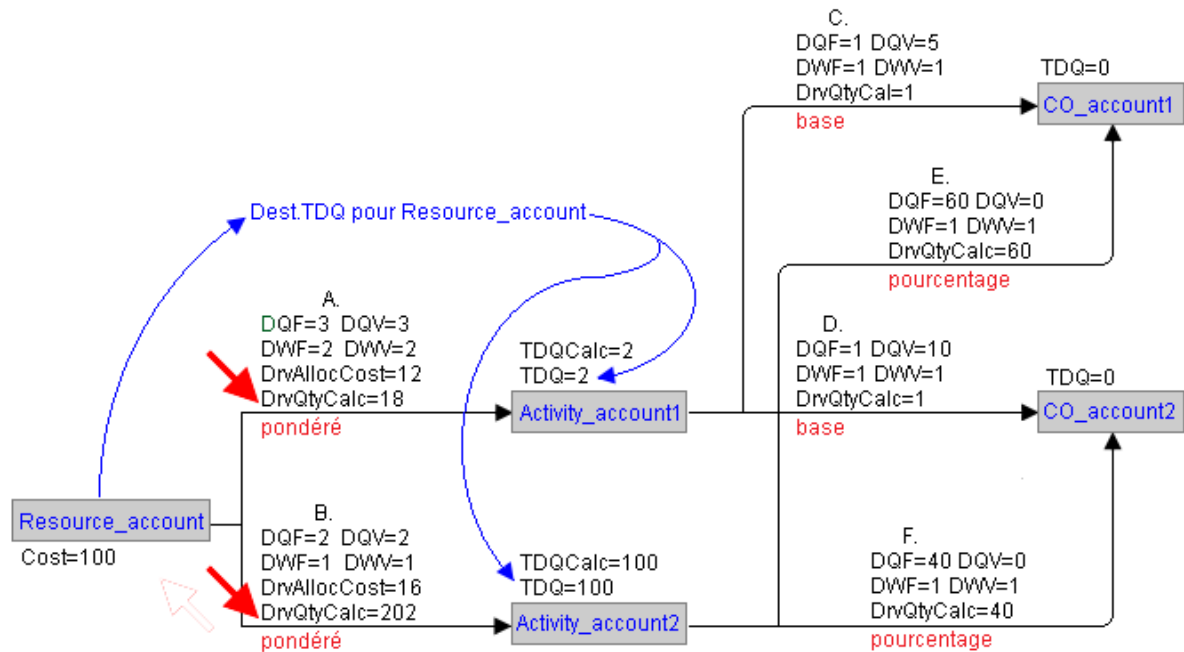 C.
DQF=1 DQV=5
DWF=1 DWV=1
DrvQtyCal=1
base
TDQ=0
CO_account1
E.
DQF=60 DQV=0
DWF=1 DWV=1
DrvQtyCalc=60
pourcentage
Dest.TDQ pour Resource_account
A.
DQF=3 DQV=3
DWF=2 DWV=2
DrvAllocCost=12
DrvQtyCalc=18
pondéré
TDQCalc=2
TDQ=2
Activity_account1
D.
DQF=1 DQV=10
DWF=1 DWV=1
DrvQtyCalc=1
base
TDQ=0
CO_account2
Resource_account
Cost=100
B.
DQF=2 DQV=2
DWF=1 DWV=1
DrvAllocCost=16
DrvQtyCalc=202
pondéré
TDQCalc=100
TDQ=100
Activity_account2
F.
DQF=40 DQV=0
DWF=1 DWV=1
DrvQtyCalc=40
pourcentage